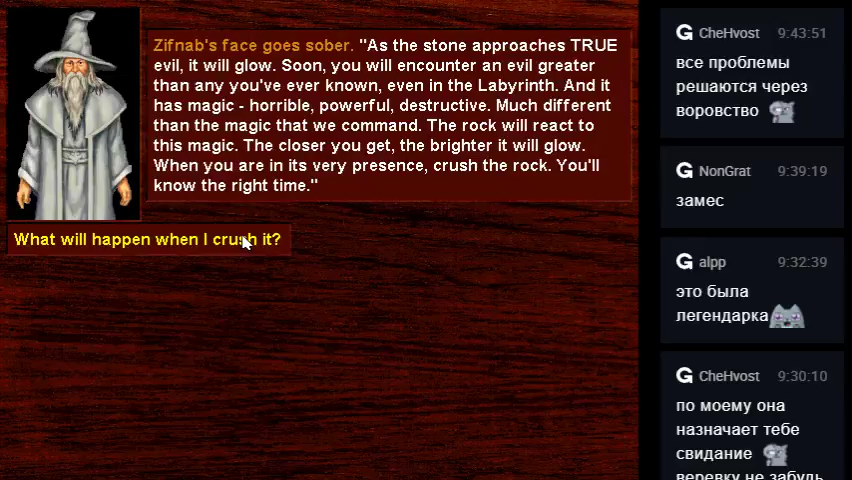 Zifnab's face goes sober. "As the stone approaches TRUE
evil, it will glow. Soon, you will encounter an evil greater
than any you've ever known, even in the Labyrinth. And it
has magic - horrible, powerful, destructive. Much different
than the magic that we command. The rock will react to
this magic. The closer you get, the brighter it will glow.
When you are in its very presence, crush the rock. You'll
know the right time."
What will happen when I crush it?
G CheHvost 9:43:51
все проблемы
решаются через
воровство
G NonGrat 9:39:19
замес
G alpp 9:32:39
это была
легендарка
G CheHvost 9:30:10
по моему она
назначает тебе
свидание
веревку не забудь